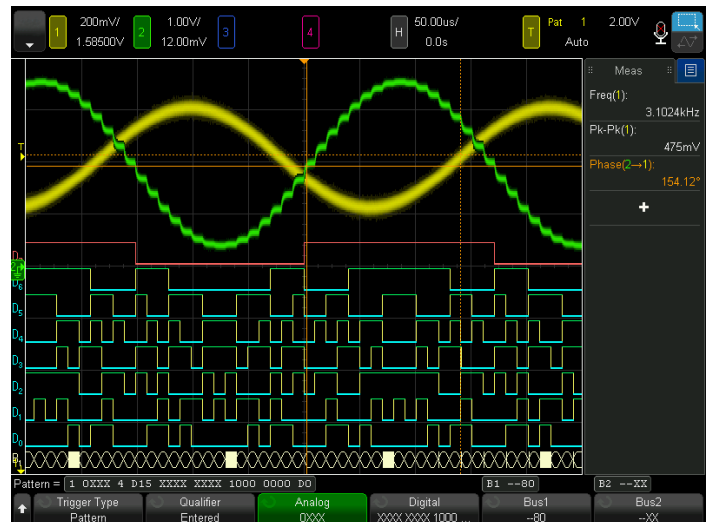 1 200mV/ 2 1.00V/ 3 4 H 50.00us/ T Pat 1 2.00V
1.58500V 12.00mV 0.0s Auto
Meas
Freq(1):
3.1024kHz
Pk-Pk(1):
475mV
Phase(2→1):
154.12°
+
T
D6
D5
D4
D3
D2
D1
D0
Pattern = 1 0XXX 4 D15 XXXX XXXX 1000 0000 D0 B1 --80 B2 --XX
Trigger Type Qualifier Analog Digital Bus1 Bus2
Pattern Entered 0XXX XXXX XXXX 1000 ... --80 --XX